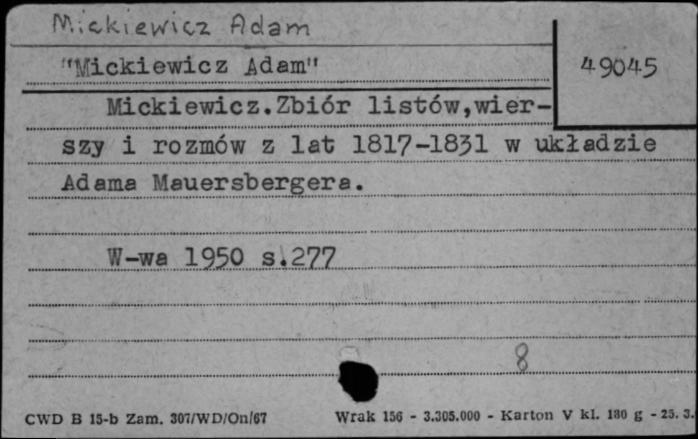 Mickiewicz Adam
"Mickiewicz Adam"
49045
Mickiewicz.Zbiór listów,wier-
szy i rozmów z lat 1817-1831 w układzie
Adama Mauersbergera.
W-wa 1950 s.277
8
CWD B 15-b Zam. 307/WD/On/67 Wrak 156 - 3.305.000 - Karton V kl. 180 g - 25. 3.